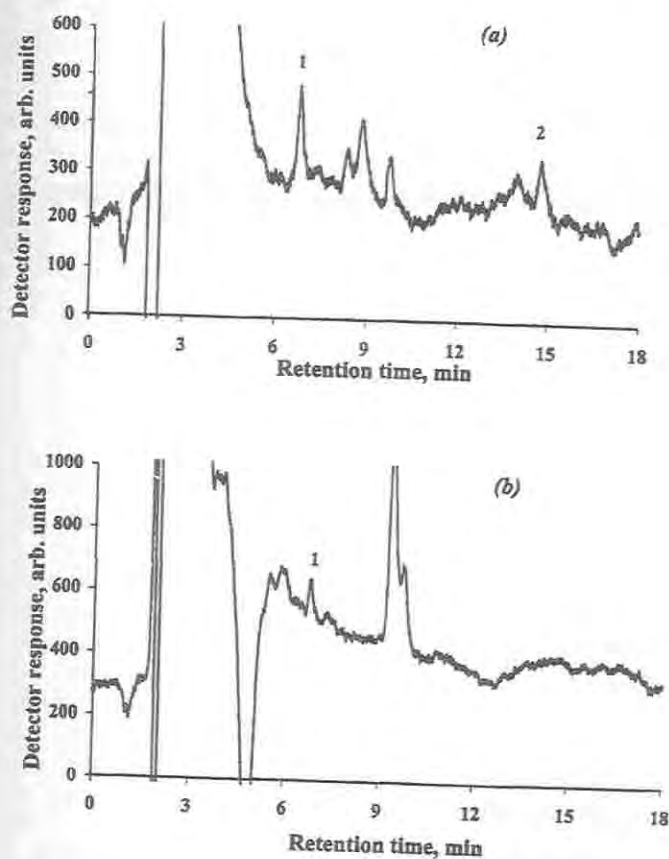 (a)
Detector response, arb. units
600
500
400
300
200
100
0
1
2
0 3 6 9 12 15 18
Retention time, min
(b)
Detector response, arb. units
1000
800
600
400
200
0
1
0 3 6 9 12 15 18
Retention time, min